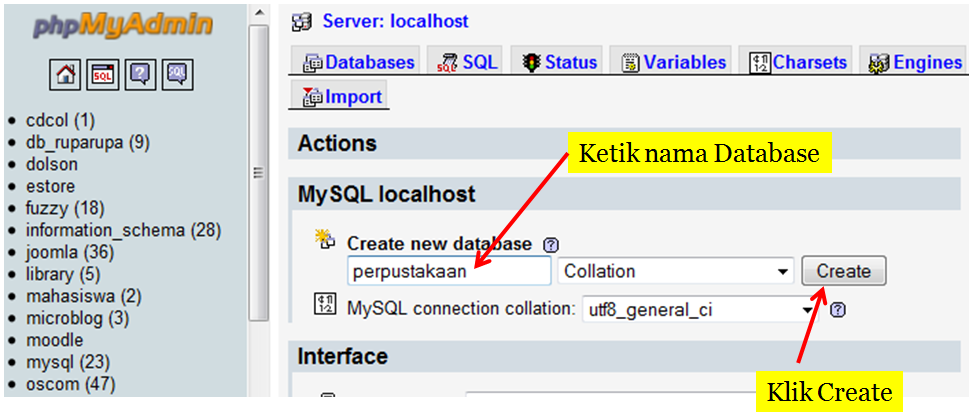 phpMyAdmin
SQL
SQL
cdcol (1)
db_ruparupa (9)
dolson
estore
fuzzy (18)
information_schema (28)
joomla (36)
library (5)
mahasiswa (2)
microblog (3)
moodle
mysql (23)
oscom (47)
Server: localhost
Databases SQL Status Variables Charsets Engines
Import
Actions
Ketik nama Database
MySQL localhost
Create new database
perpustakaan Collation Create
MySQL connection collation: utf8_general_ci
Interface
Klik Create